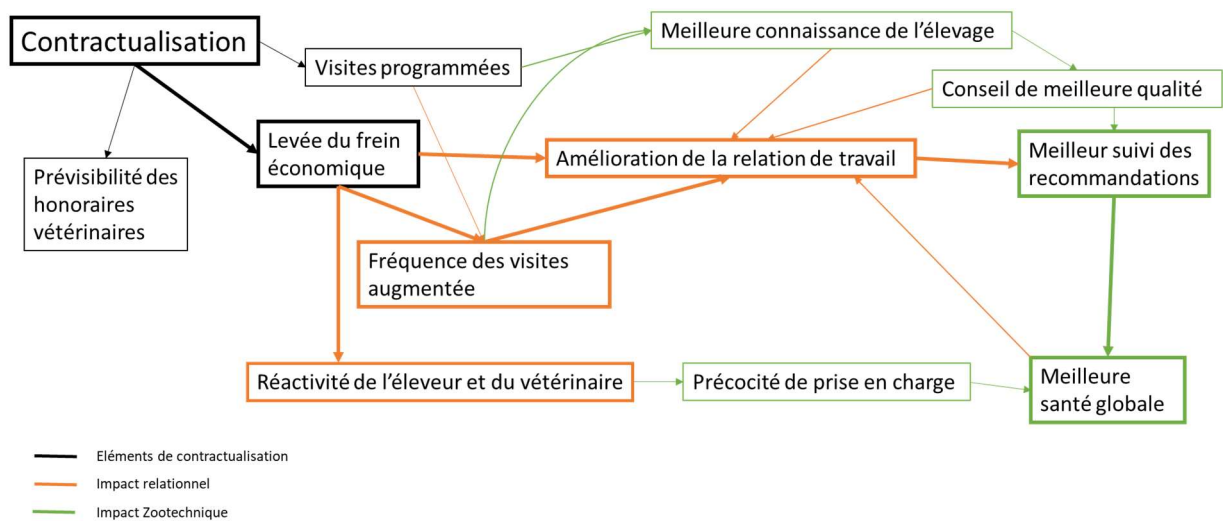 Contractualisation
Meilleure connaissance de l’élevage
Visites programmées
Conseil de meilleure qualité
Levée du frein
économique
Amélioration de la relation de travail
Meilleur suivi des
recommandations
Prévisibilité des
honoraires
vétérinaires
Fréquence des visites
augmentée
Réactivité de l’éleveur et du vétérinaire
Précocité de prise en charge
Meilleure
santé globale
Eléments de contractualisation
Impact relationnel
Impact Zootechnique